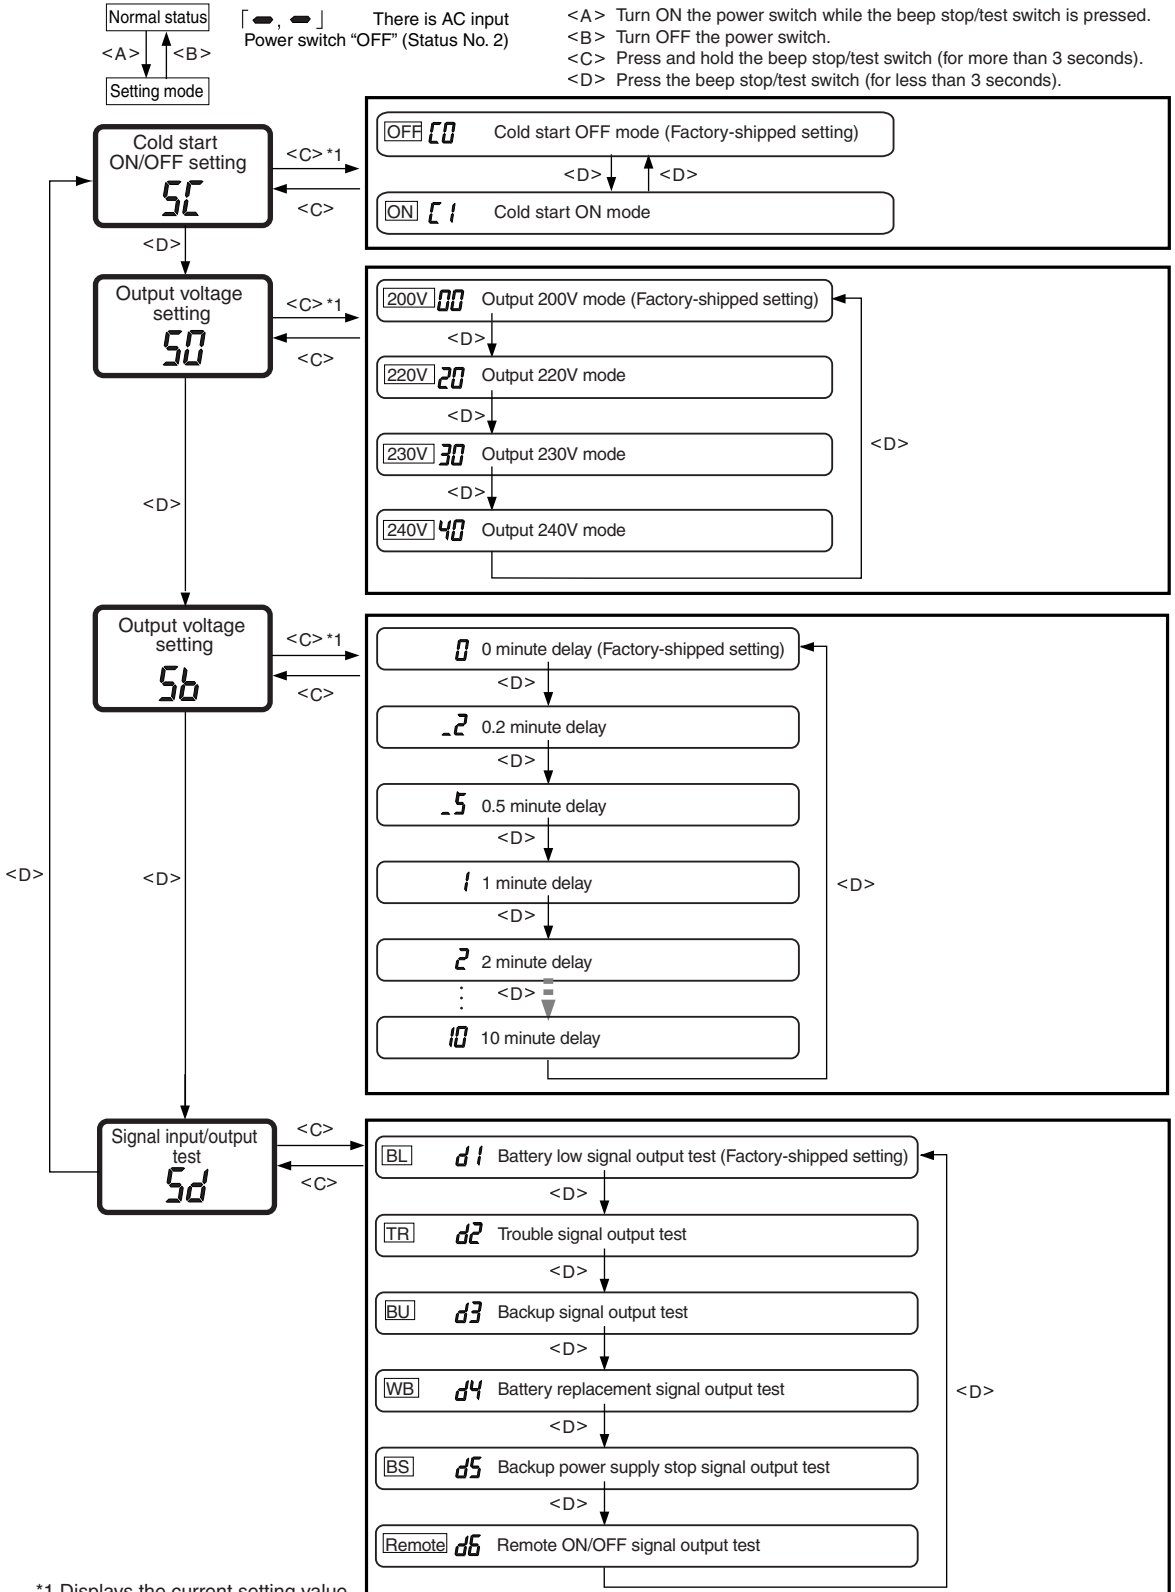 Normal status
「 ━, ━ 」 There is AC input
Power switch “OFF” (Status No. 2)
<A> <B>
Setting mode
<A> Turn ON the power switch while the beep stop/test switch is pressed.
<B> Turn OFF the power switch.
<C> Press and hold the beep stop/test switch (for more than 3 seconds).
<D> Press the beep stop/test switch (for less than 3 seconds).
Cold start
ON/OFF setting
SC
<C> *1
<C>
OFF C0 Cold start OFF mode (Factory-shipped setting)
<D> <D>
ON C1 Cold start ON mode
<D>
Output voltage
setting
S0
<C> *1
<C>
200V 00 Output 200V mode (Factory-shipped setting)
<D>
220V 20 Output 220V mode
<D>
230V 30 Output 230V mode
<D>
<D>
240V 40 Output 240V mode
<D>
Output voltage
setting
Sb
<C> *1
<C>
0 0 minute delay (Factory-shipped setting)
<D>
_2 0.2 minute delay
<D>
_5 0.5 minute delay
<D>
1 1 minute delay
<D>
<D>
2 2 minute delay
<D>
10 10 minute delay
<D>
<D>
Signal input/output
test
Sd
<C>
<C>
BL d1 Battery low signal output test (Factory-shipped setting)
<D>
TR d2 Trouble signal output test
<D>
BU d3 Backup signal output test
<D>
WB d4 Battery replacement signal output test
<D>
<D>
BS d5 Backup power supply stop signal output test
<D>
Remote d6 Remote ON/OFF signal output test
*1 Displays the current setting value